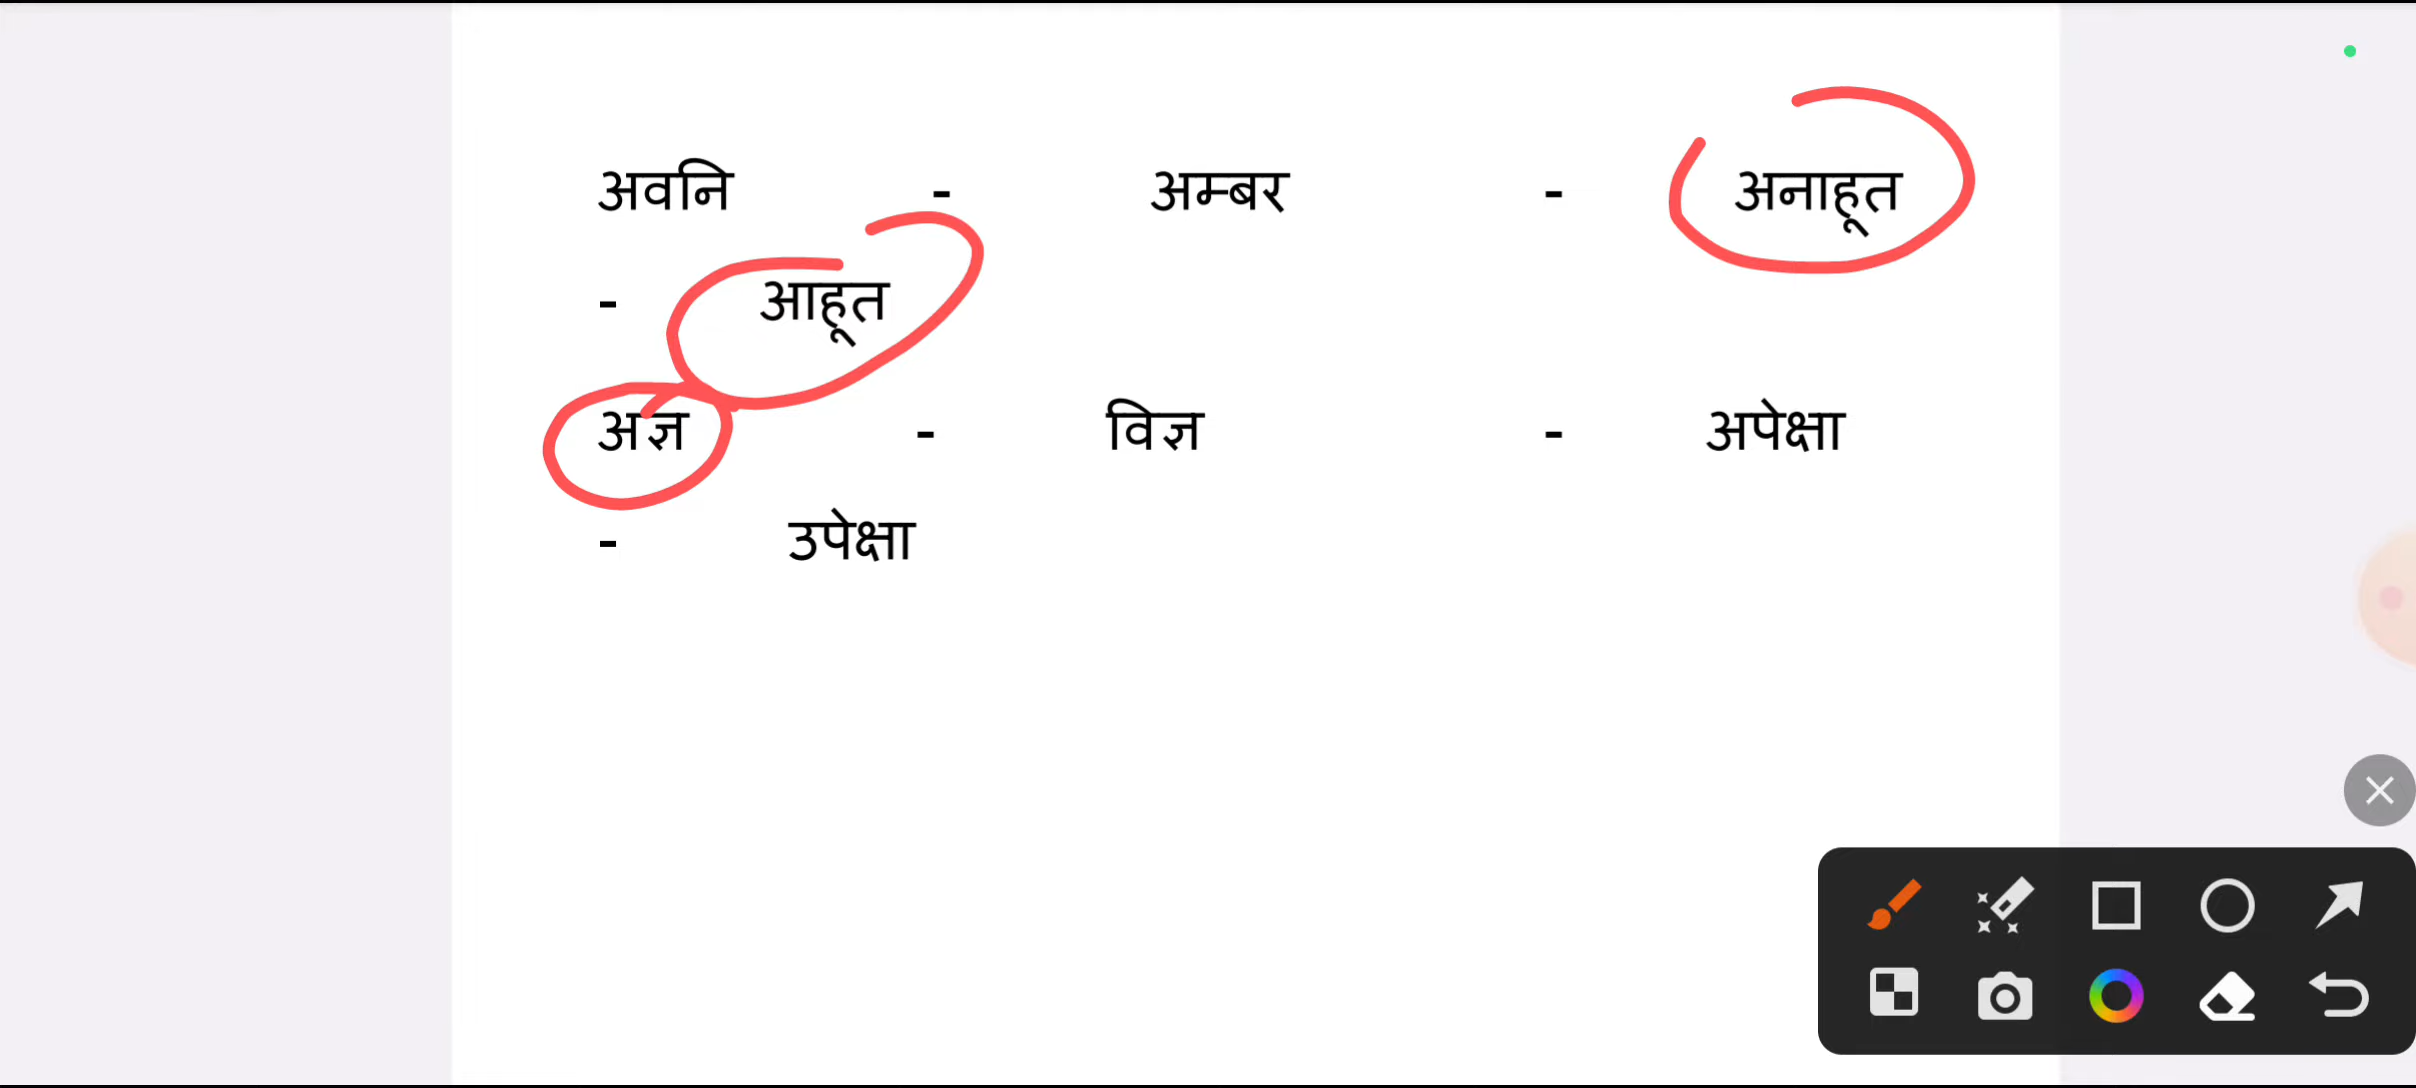 अवनि - अम्बर - अनाहूत
- आहूत
अज्ञ - विज्ञ - अपेक्षा
- उपेक्षा